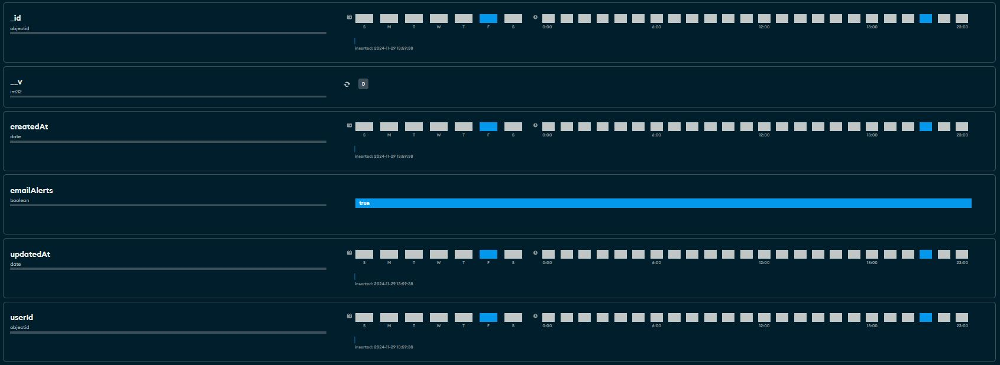 _id
objectid
S M T W T F S
0:00 6:00 12:00 18:00 23:00
inserted: 2024-11-29 13:59:38
__v
int32
0
createdAt
date
S M T W T F S
0:00 6:00 12:00 18:00 23:00
inserted: 2024-11-29 13:59:38
emailAlerts
boolean
true
updatedAt
date
S M T W T F S
0:00 6:00 12:00 18:00 23:00
inserted: 2024-11-29 13:59:38
userId
objectid
S M T W T F S
0:00 6:00 12:00 18:00 23:00
inserted: 2024-11-29 13:59:38